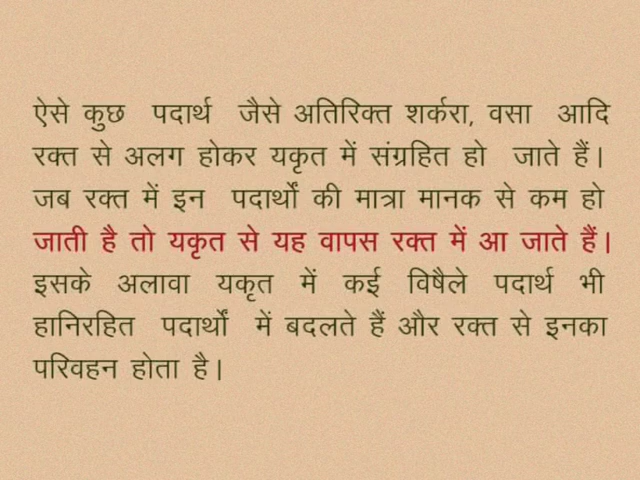 ऐसे कुछ पदार्थ जैसे अतिरिक्त शर्करा, वसा आदि
रक्त से अलग होकर यकृत में संग्रहित हो जाते हैं।
जब रक्त में इन पदार्थों की मात्रा मानक से कम हो
जाती है तो यकृत से यह वापस रक्त में आ जाते हैं।
इसके अलावा यकृत में कई विषैले पदार्थ भी
हानिरहित पदार्थों में बदलते हैं और रक्त से इनका
परिवहन होता है।